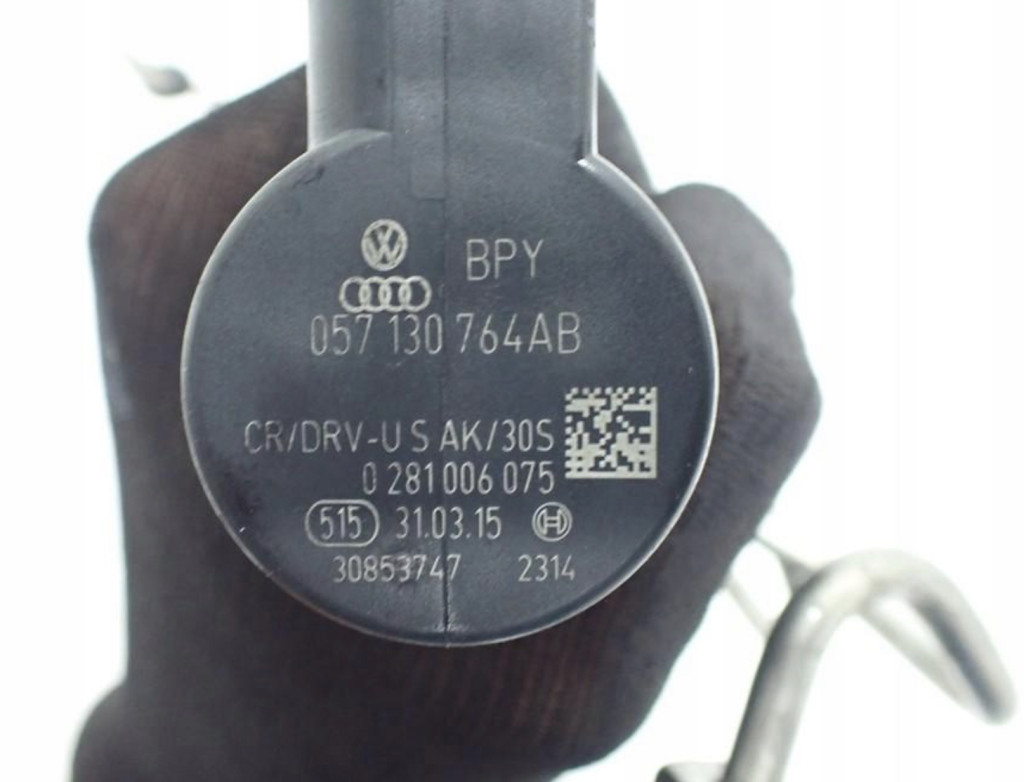 BPY
057 130 764AB
CR/DRV-U S AK/30S
0 281 006 075
515 31.03.15
30853747 2314